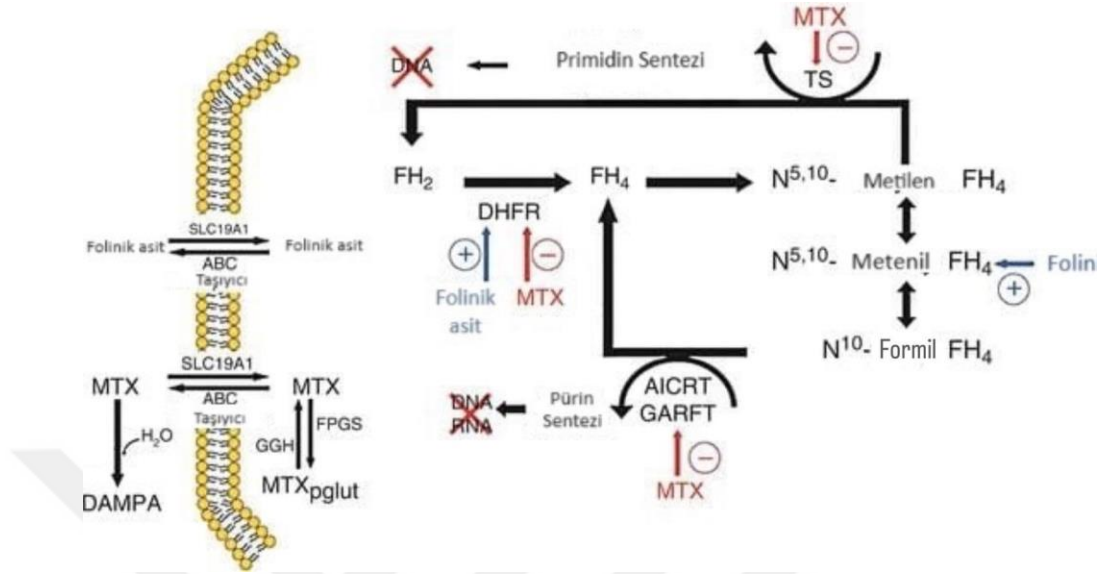 MTX
−
DNA
Primidin Sentezi
TS
FH₂
FH₄
N⁵,¹⁰- Metilen FH₄
DHFR
+
−
Folinik
asit
MTX
SLC19A1
Folinik asit
Folinik asit
ABC
Taşıyıcı
N⁵,¹⁰- Metenil FH₄
Folini
+
N¹⁰- Formil FH₄
SLC19A1
MTX
MTX
ABC
Taşıyıcı
H₂O
GGH
FPGS
DAMPA
MTXpglut
DNA
RNA
Pürin
Sentezi
AICRT
GARFT
−
MTX